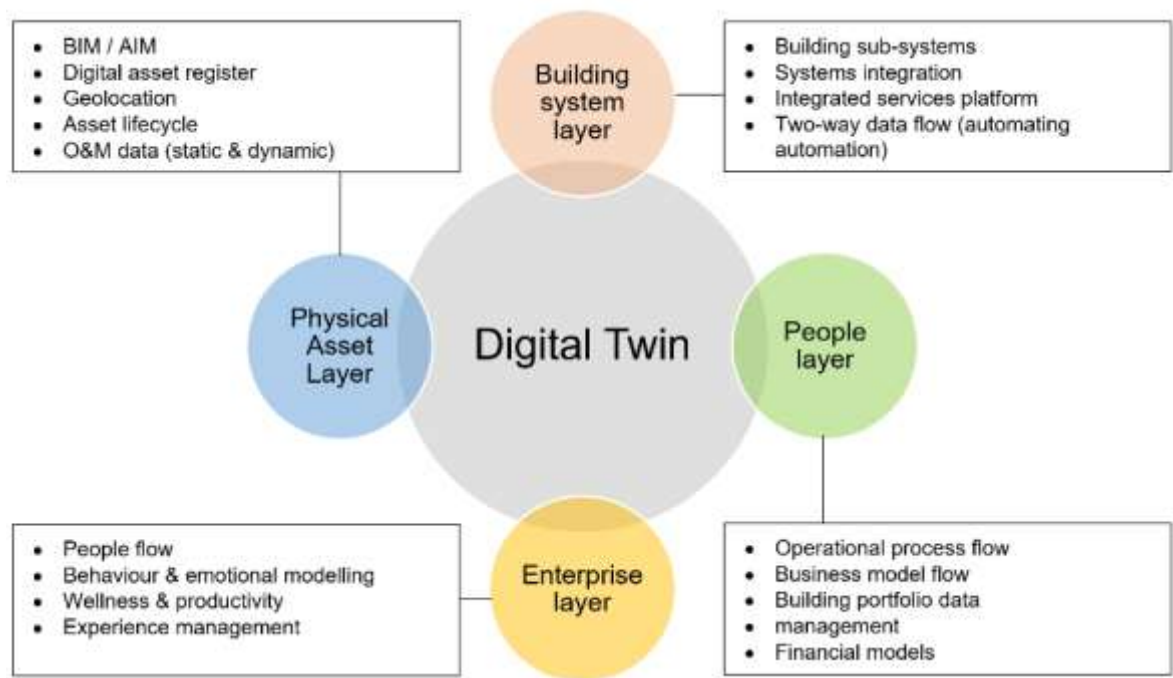 • BIM / AIM
• Digital asset register
• Geolocation
• Asset lifecycle
• O&M data (static & dynamic)
Building
system
layer
• Building sub-systems
• Systems integration
• Integrated services platform
• Two-way data flow (automating
automation)
Physical
Asset
Layer
Digital Twin
People
layer
• People flow
• Behaviour & emotional modelling
• Wellness & productivity
• Experience management
Enterprise
layer
• Operational process flow
• Business model flow
• Building portfolio data
• management
• Financial models